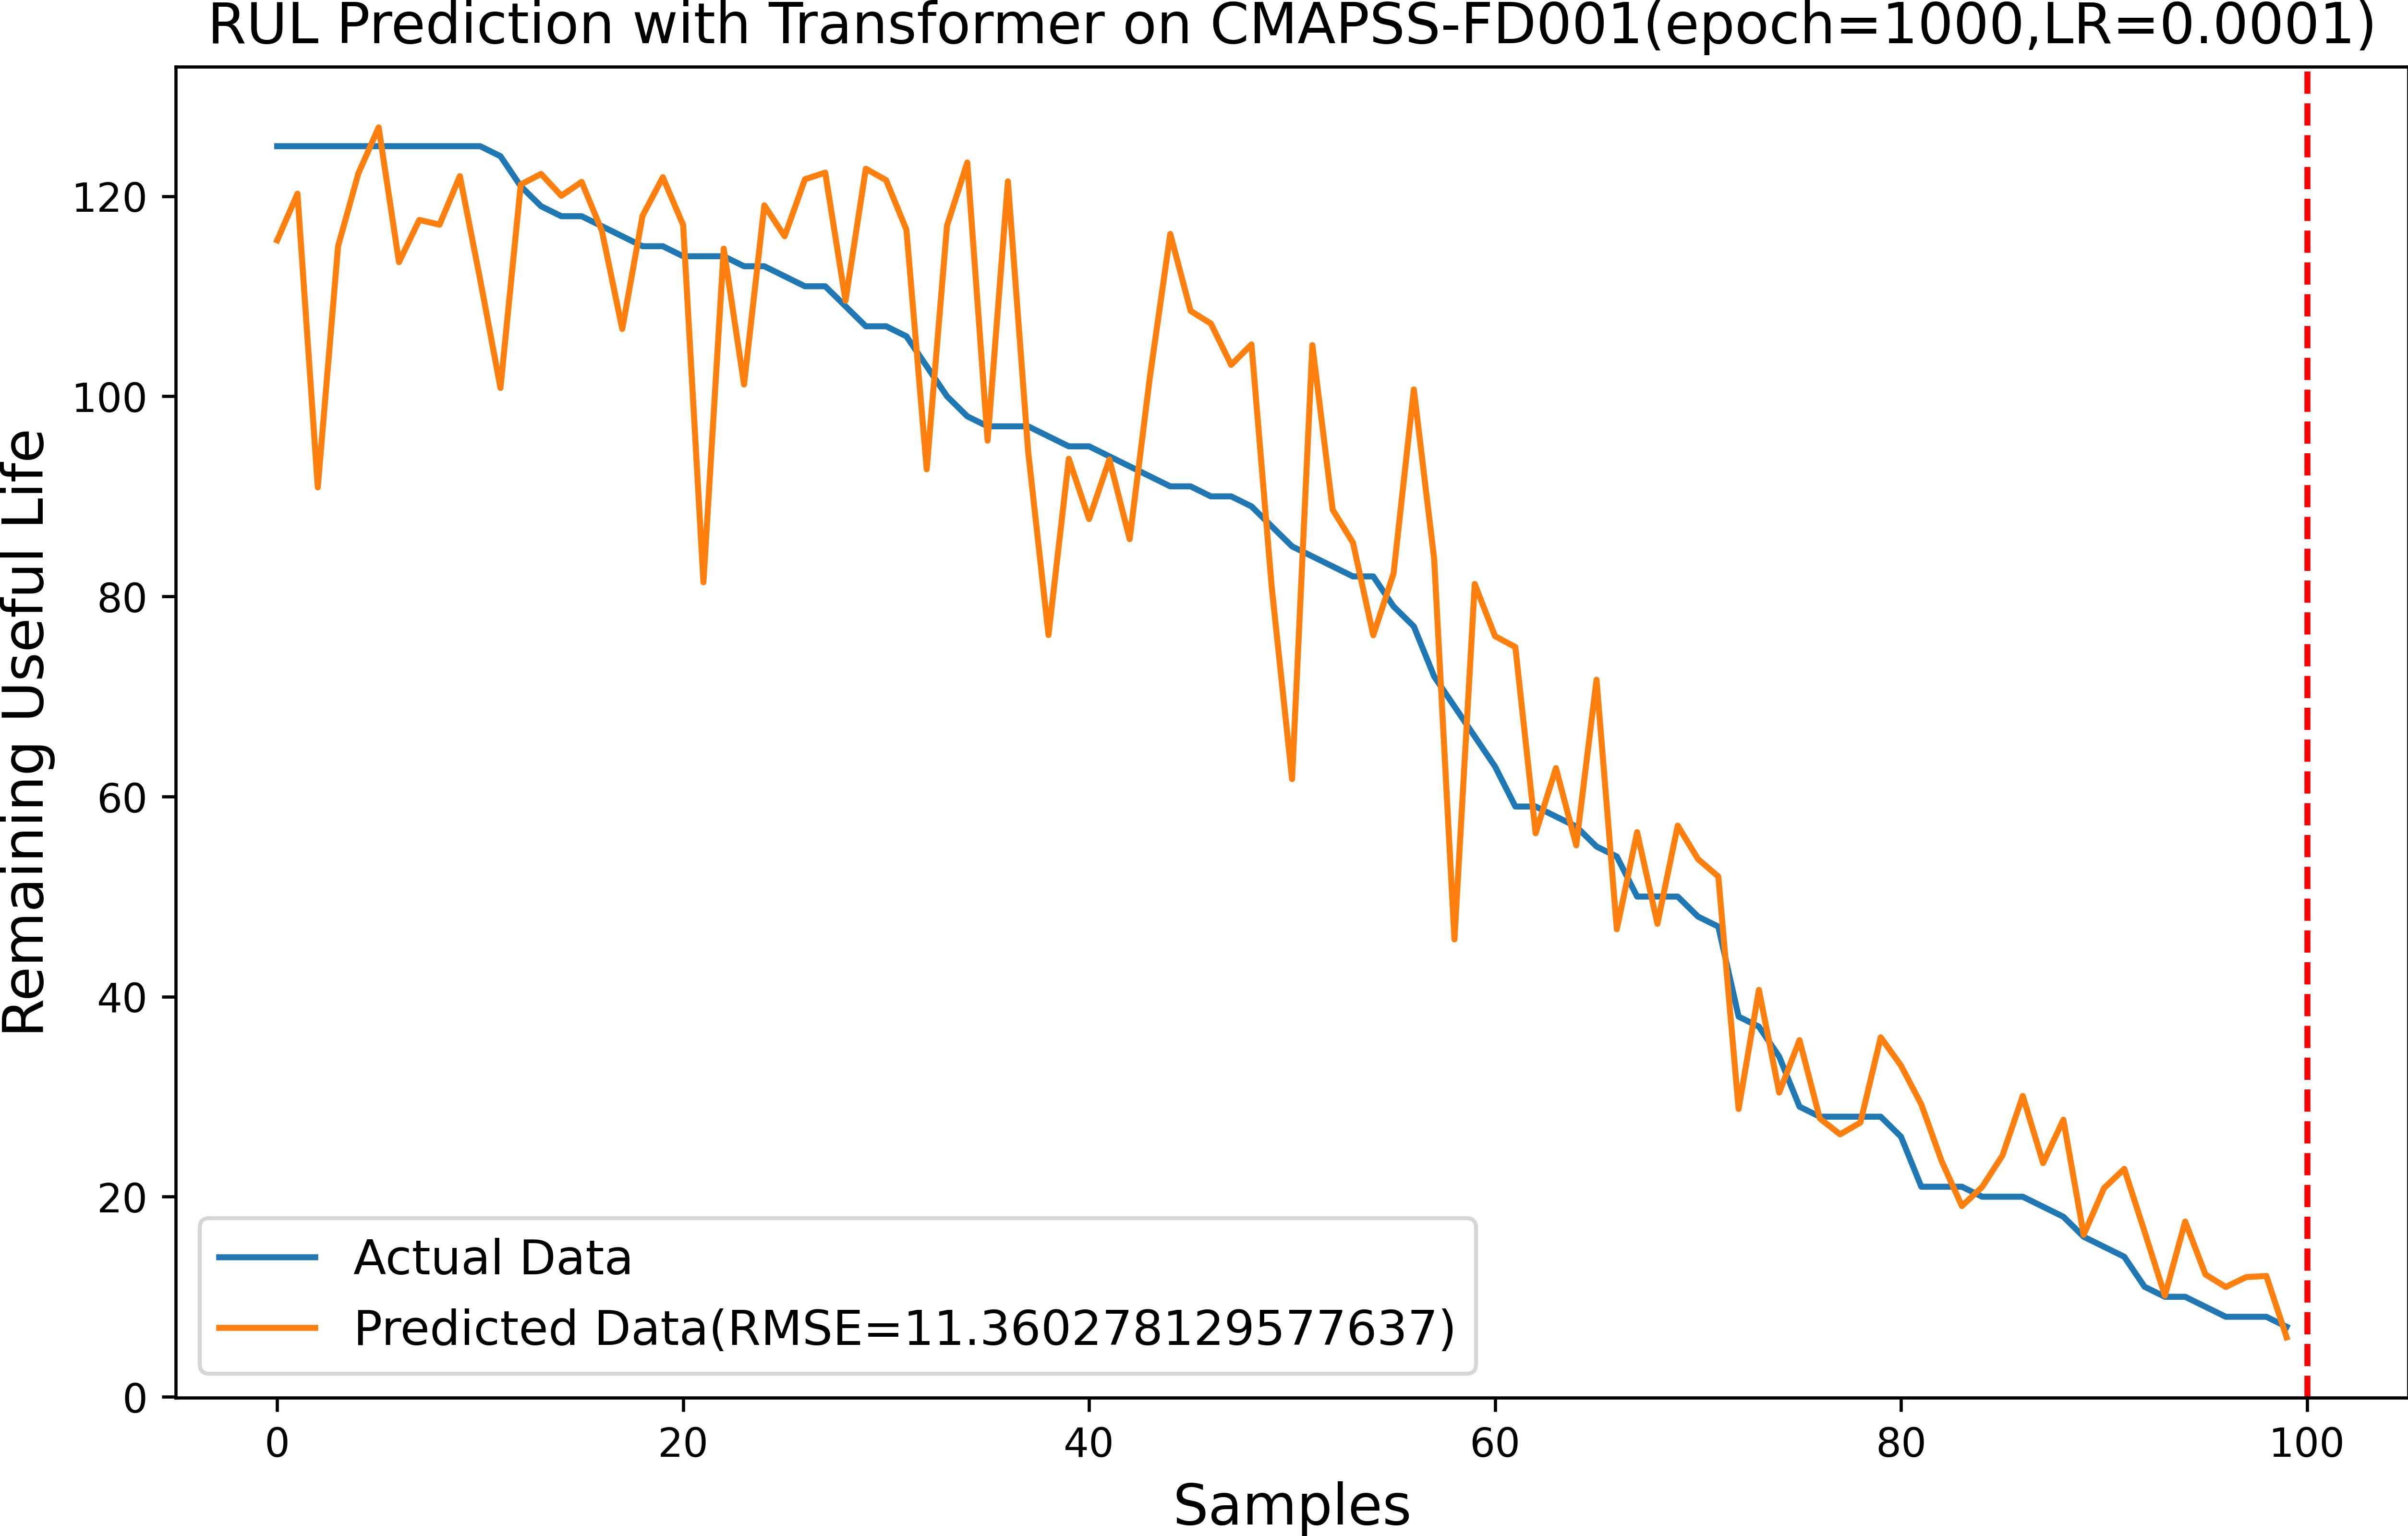 RUL Prediction with Transformer on CMAPSS-FD001(epoch=1000,LR=0.0001)
Remaining Useful Life
120
100
80
60
40
20
0
Actual Data
Predicted Data(RMSE=11.360278129577637)
0 20 40 60 80 100
Samples